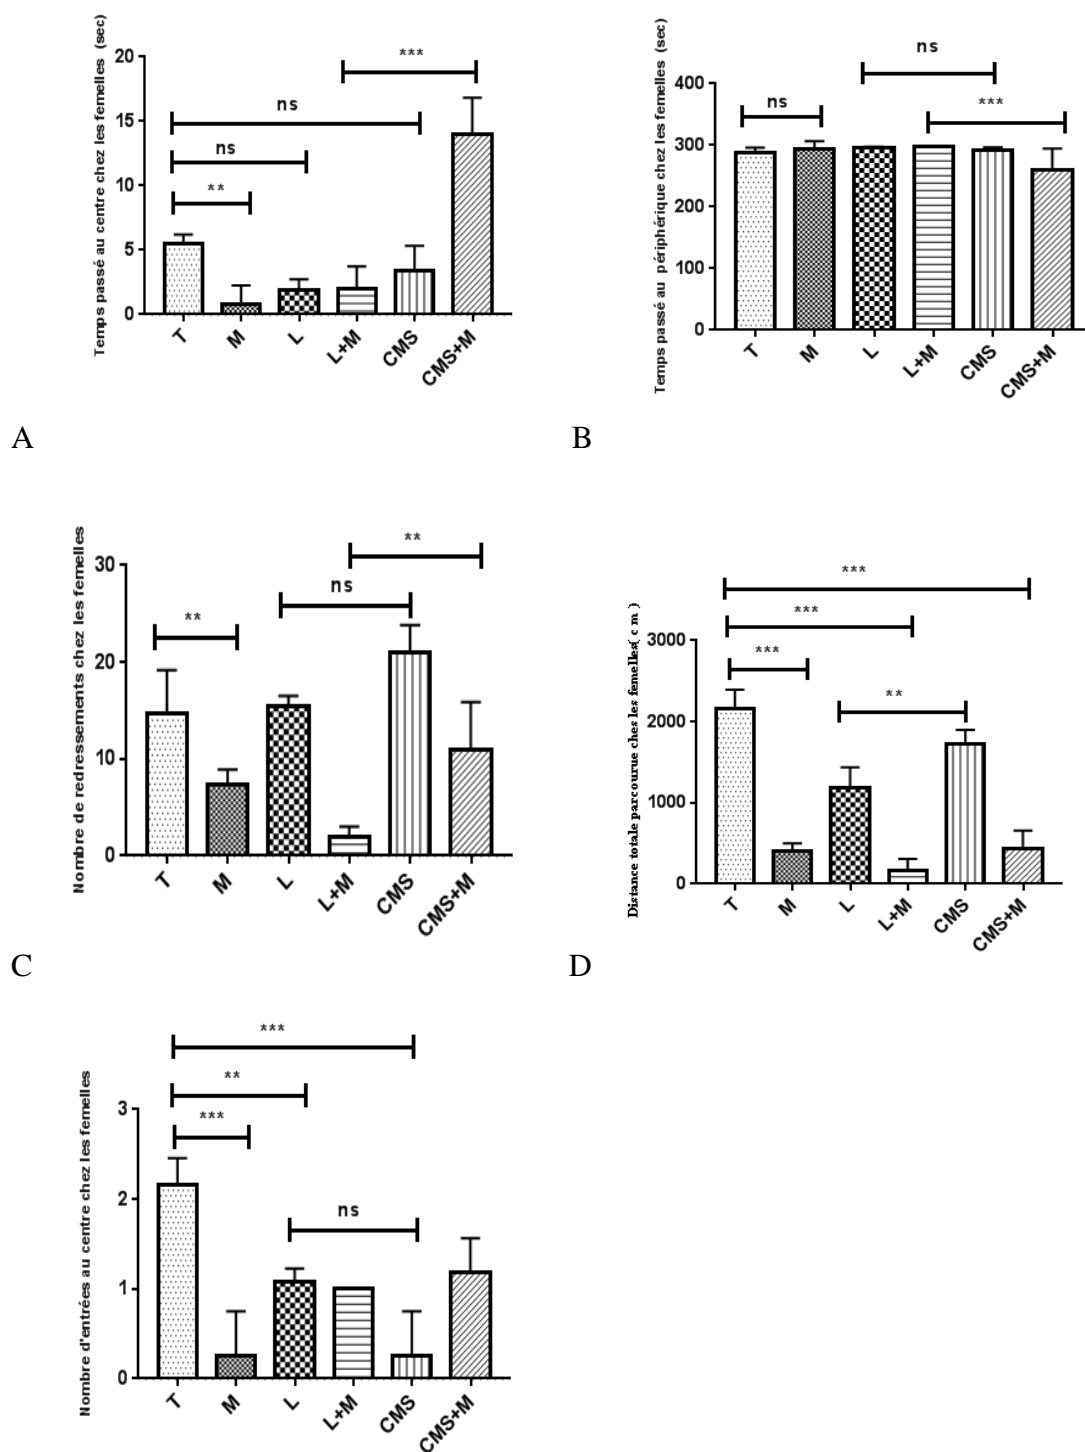 Temps passé au centre chez les femelles (sec)
20
15
10
5
0
***
ns
ns
**
T
M
L
L+M
CMS
CMS+M
A
Temps passé au périphérique chez les femelles (sec)
400
300
200
100
0
ns
ns
***
T
M
L
L+M
CMS
CMS+M
B
Nombre de redressements chez les femelles
30
20
10
0
**
ns
**
T
M
L
L+M
CMS
CMS+M
C
Distance totale parcourue ches les femelles( c m )
3000
2000
1000
0
***
***
***
**
T
M
L
L+M
CMS
CMS+M
D
Nombre d'entrées au centre chez les femelles
3
2
1
0
***
**
***
ns
T
M
L
L+M
CMS
CMS+M